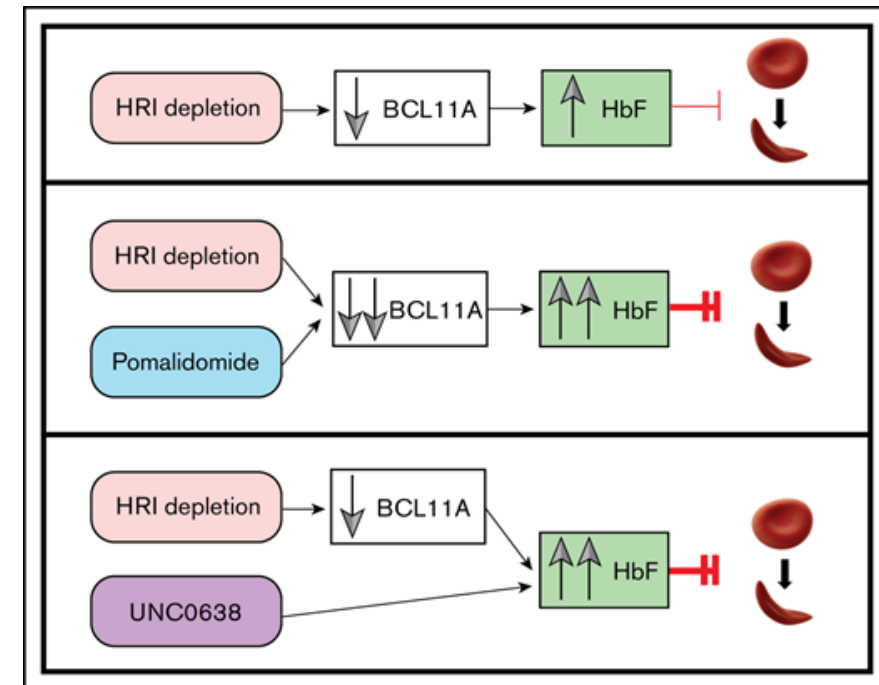 HRI depletion
BCL11A
HbF
HRI depletion
Pomalidomide
BCL11A
HbF
HRI depletion
BCL11A
UNC0638
HbF